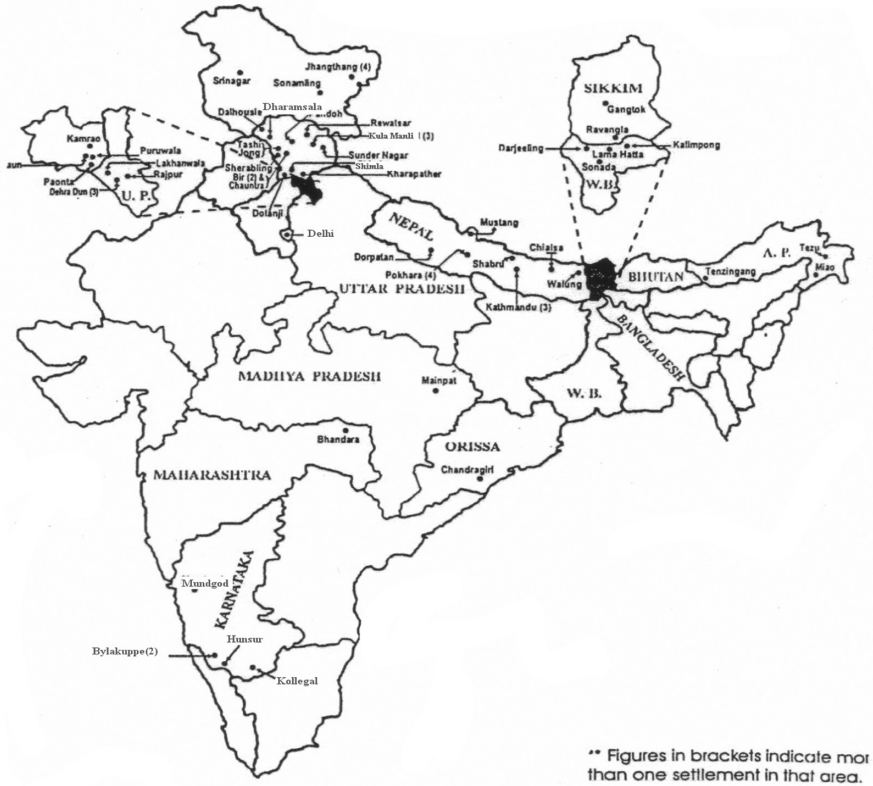 Jhangthang (4)
Srinagar
Sonamling
Dalhousie
Dharamsala
Rewalsar
Kula Manli (3)
Tashi
Jong
Sunder Nagar
Shimla
Sherabling
Bir (2) &
Chauntra
Kharapather
Dolanji
Delhi
Kamrao
Puruwala
Lakhanwala
Rajpur
Paonta
Dehra Dun (3)
U. P.
SIKKIM
Gangtok
Ravangla
Darjeeling
Lama Hatta
Kalimpong
Sonada
W.B.
NEPAL
Mustang
Dorpatan
Pokhara (4)
Shabru
Chialsa
Walung
Kathmandu (3)
BHUTAN
Tenzingang
A. P.
Tezu
Miao
BANGLADESH
UTTAR PRADESH
MADHYA PRADESH
Mainpat
W. B.
Bhandara
ORISSA
Chandragiri
MAHARASHTRA
KARNATAKA
Mundgod
Hunsur
Bylakuppe(2)
Kollegal
** Figures in brackets indicate mor
than one settlement in that area.